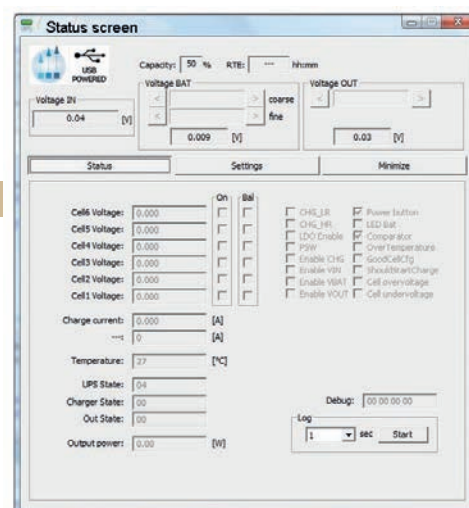 Status screen
USB
POWERED
Capacity: 50 % RTE: --- hh:mm
Voltage IN
0.04 [V]
Voltage BAT
< > coarse
< > fine
0.009 [V]
Voltage OUT
< >
0.03 [V]
Status Settings Minimize
On Bal
Cell6 Voltage: 0.000
Cell5 Voltage: 0.000
Cell4 Voltage: 0.000
Cell3 Voltage: 0.000
Cell2 Voltage: 0.000
Cell1 Voltage: 0.000
CHG_LR Power button
CHG_HR LED Bat
LDO Enable Comparator
PSW OverTemperature
Enable CHG GoodCellCfg
Enable VIN ShouldStartCharge
Enable VBAT Cell overvoltage
Enable VOUT Cell undervoltage
Charge current: 0.000 [A]
---: 0 [A]
Temperature: 27 [°C]
UPS State: 04
Charger State: 00
Out State: 00
Output power: 0.00 [W]
Debug: 00 00 00 00
Log
1 sec Start